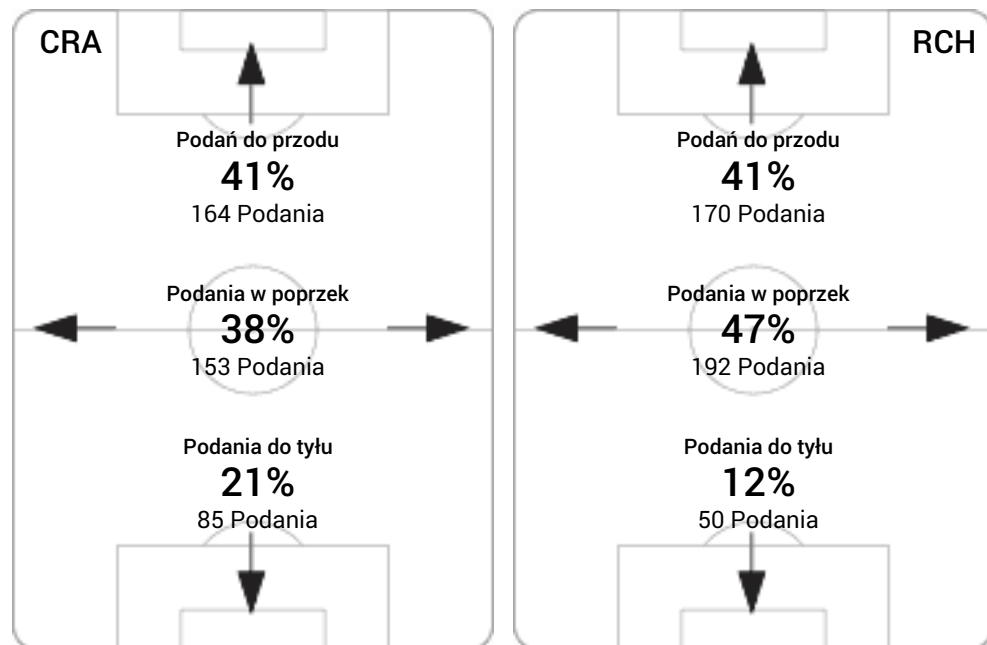 CRA
Podań do przodu
41%
164 Podania
Podania w poprzek
38%
153 Podania
Podania do tyłu
21%
85 Podania
RCH
Podań do przodu
41%
170 Podania
Podania w poprzek
47%
192 Podania
Podania do tyłu
12%
50 Podania